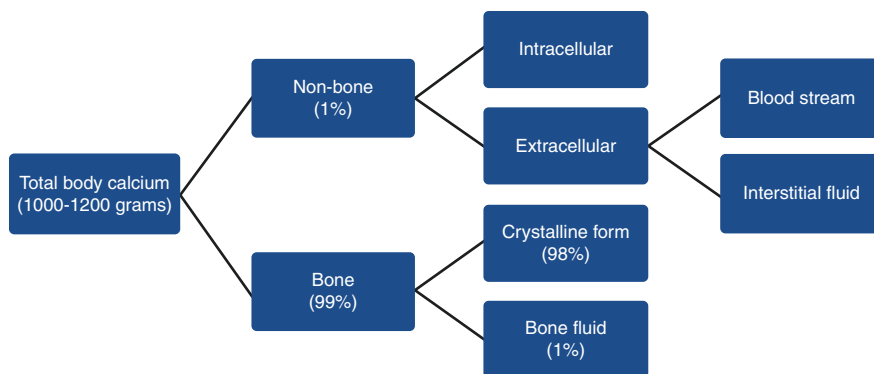 Total body calcium
(1000-1200 grams)
Non-bone
(1%)
Bone
(99%)
Intracellular
Extracellular
Crystalline form
(98%)
Bone fluid
(1%)
Blood stream
Interstitial fluid